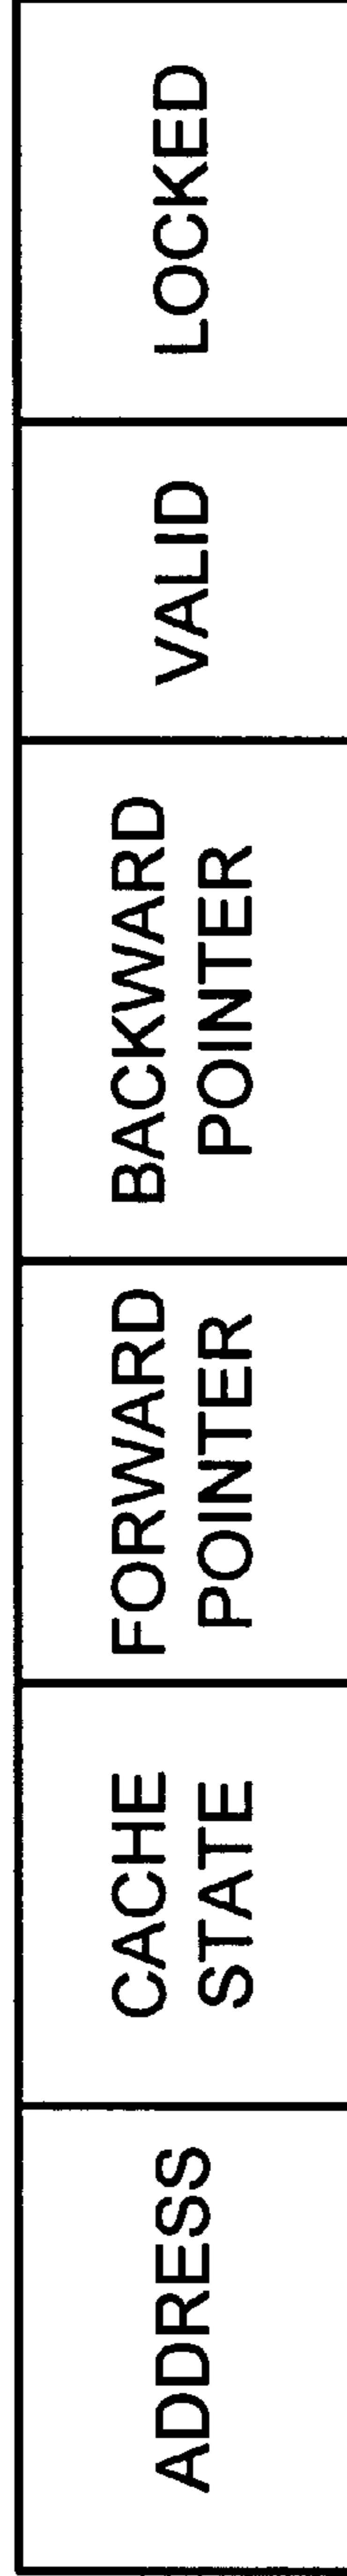 ADDRESS
CACHE
STATE
FORWARD
POINTER
BACKWARD
POINTER
VALID
LOCKED